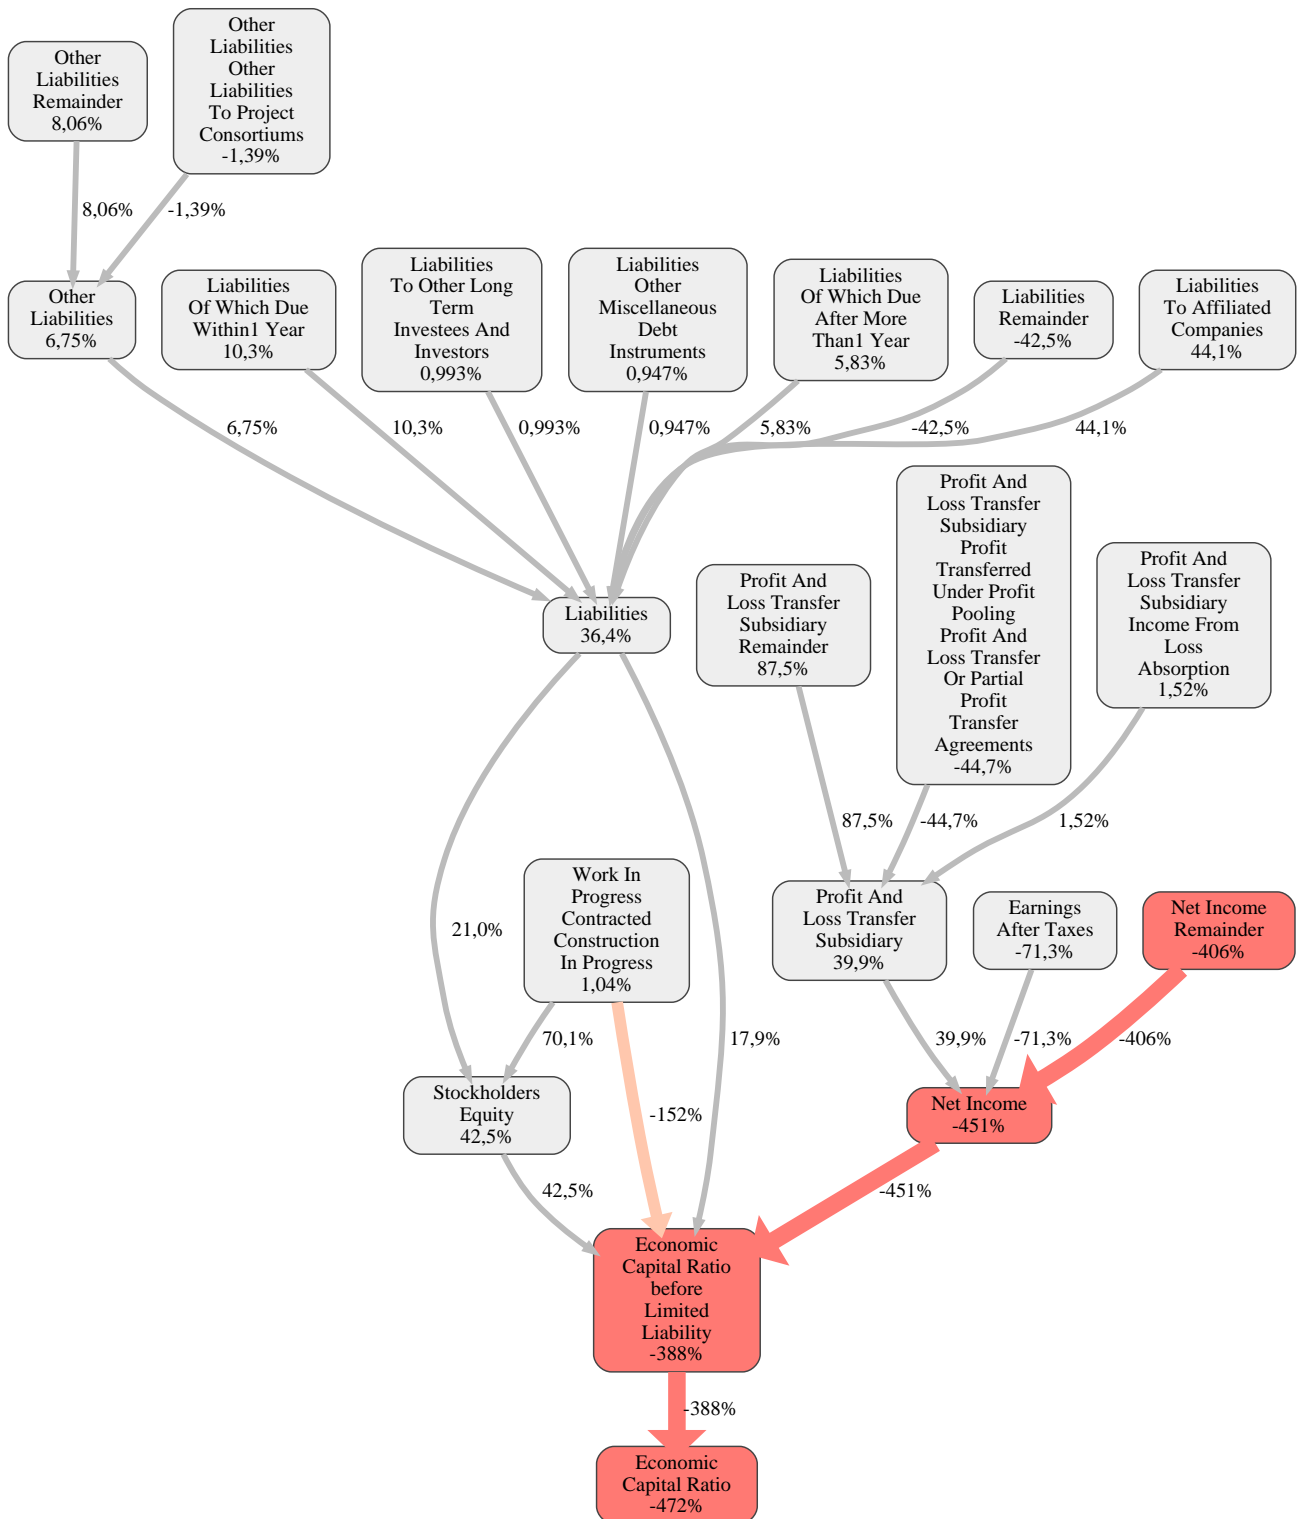 Other
Liabilities
Remainder
8,06%
Other
Liabilities
Other
Liabilities
To Project
Consortiums
-1,39%
8,06%
-1,39%
Other
Liabilities
6,75%
Liabilities
Of Which Due
Within1 Year
10,3%
Liabilities
To Other Long
Term
Investees And
Investors
0,993%
Liabilities
Other
Miscellaneous
Debt
Instruments
0,947%
Liabilities
Of Which Due
After More
Than1 Year
5,83%
Liabilities
Remainder
-42,5%
Liabilities
To Affiliated
Companies
44,1%
6,75%
10,3%
0,993%
0,947%
5,83%
-42,5%
44,1%
Liabilities
36,4%
Profit And
Loss Transfer
Subsidiary
Remainder
87,5%
Profit And
Loss Transfer
Subsidiary
Profit
Transferred
Under Profit
Pooling
Profit And
Loss Transfer
Or Partial
Profit
Transfer
Agreements
-44,7%
Profit And
Loss Transfer
Subsidiary
Income From
Loss
Absorption
1,52%
87,5%
-44,7%
1,52%
Work In
Progress
Contracted
Construction
In Progress
1,04%
Profit And
Loss Transfer
Subsidiary
39,9%
Earnings
After Taxes
-71,3%
Net Income
Remainder
-406%
21,0%
70,1%
17,9%
39,9%
-71,3%
-406%
Stockholders
Equity
42,5%
-152%
Net Income
-451%
42,5%
-451%
Economic
Capital Ratio
before
Limited
Liability
-388%
-388%
Economic
Capital Ratio
-472%